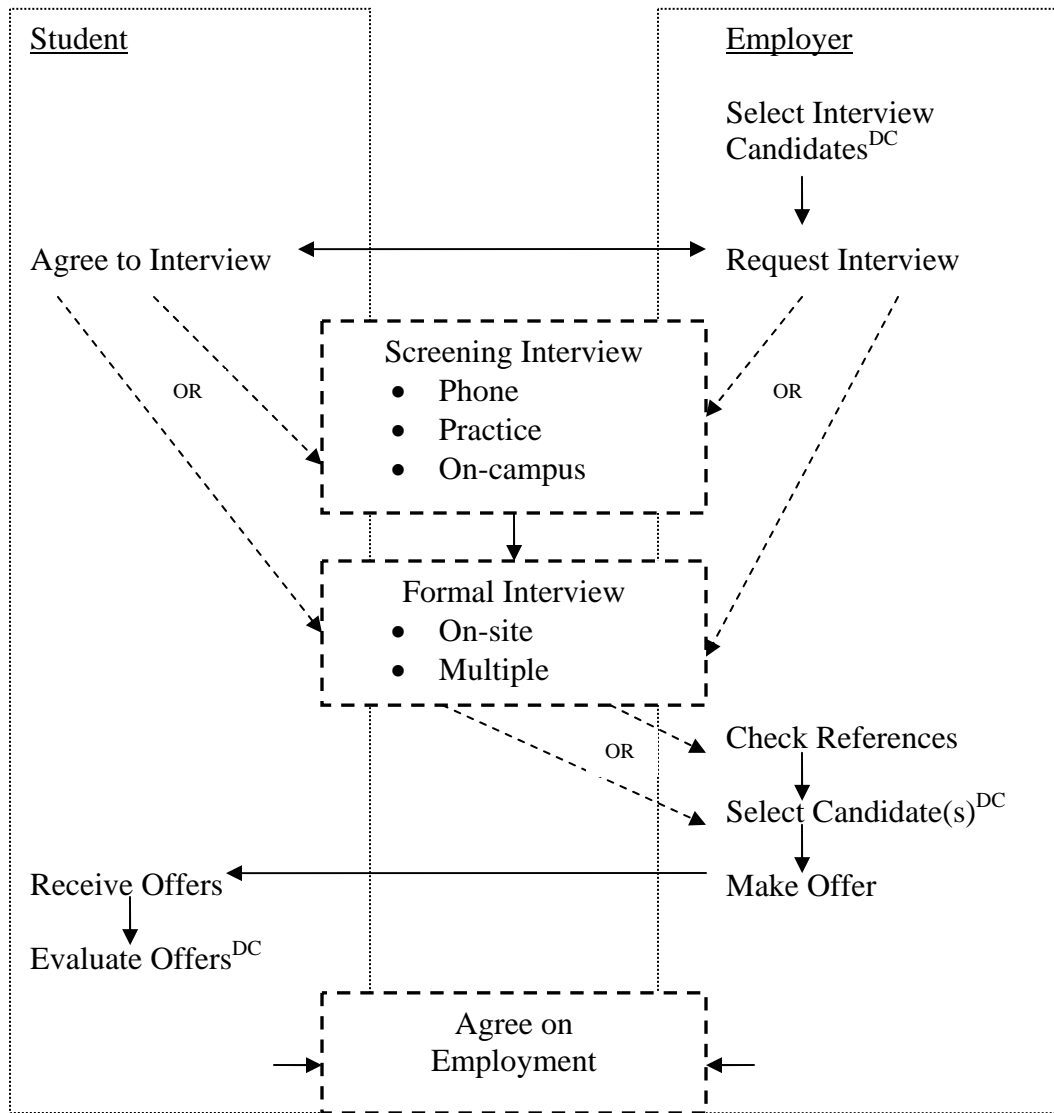 Student
Employer
Select Interview
Candidates^DC
Agree to Interview
Request Interview
Screening Interview
• Phone
• Practice
• On-campus
OR
OR
Formal Interview
• On-site
• Multiple
OR
Check References
Select Candidate(s)^DC
Receive Offers
Make Offer
Evaluate Offers^DC
Agree on
Employment